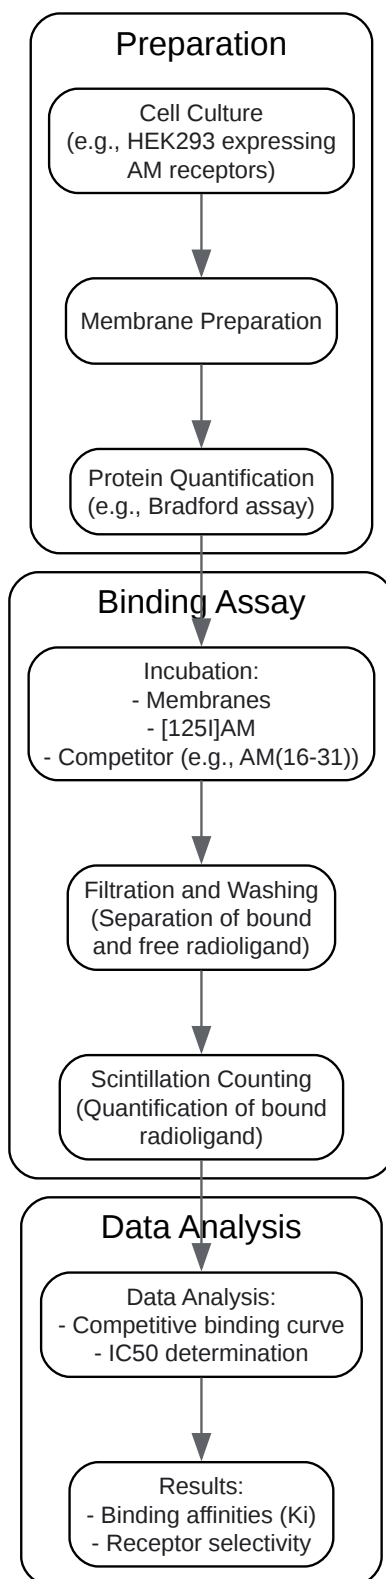 Preparation
Cell Culture
(e.g., HEK293 expressing
AM receptors)
Membrane Preparation
Protein Quantification
(e.g., Bradford assay)
Binding Assay
Incubation:
- Membranes
- [125I]AM
- Competitor (e.g., AM(16-31))
Filtration and Washing
(Separation of bound
and free radioligand)
Scintillation Counting
(Quantification of bound
radioligand)
Data Analysis
Data Analysis:
- Competitive binding curve
- IC50 determination
Results:
- Binding affinities (Ki)
- Receptor selectivity